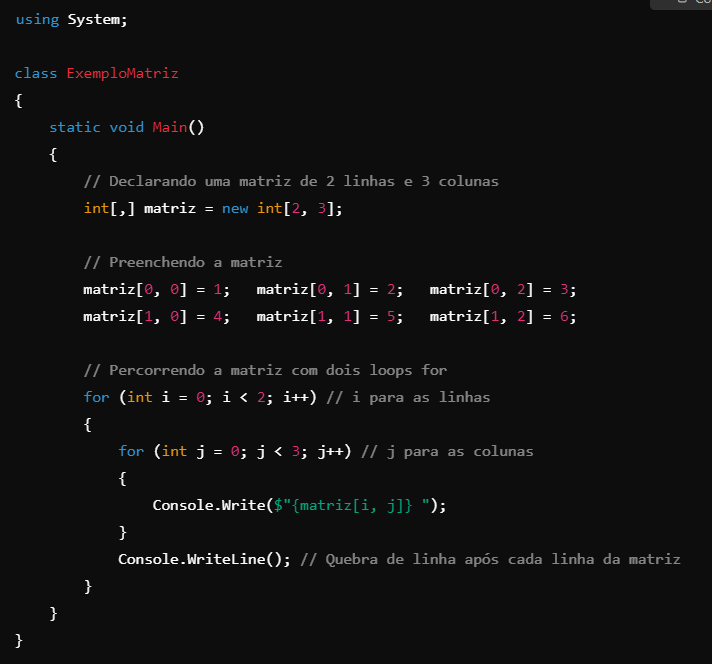 using System;
class ExemploMatriz
{
static void Main()
{
// Declarando uma matriz de 2 linhas e 3 colunas
int[,] matriz = new int[2, 3];
// Preenchendo a matriz
matriz[0, 0] = 1;   matriz[0, 1] = 2;   matriz[0, 2] = 3;
matriz[1, 0] = 4;   matriz[1, 1] = 5;   matriz[1, 2] = 6;
// Percorrendo a matriz com dois loops for
for (int i = 0; i < 2; i++) // i para as linhas
{
for (int j = 0; j < 3; j++) // j para as colunas
{
Console.Write($"{matriz[i, j]} ");
}
Console.WriteLine(); // Quebra de linha após cada linha da matriz
}
}
}